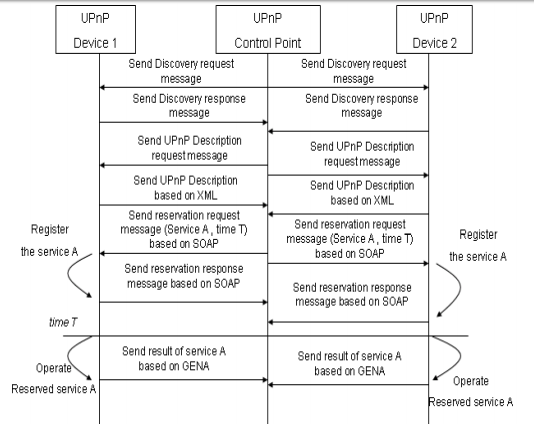 UPnP
Device 1
UPnP
Control Point
UPnP
Device 2
Send Discovery request
message
Send Discovery request
message
Send Discovery response
message
Send Discovery response
message
Send UPnP Description
request message
Send UPnP Description
request message
Send UPnP Description
based on XML
Send UPnP Description
based on XML
Send reservation request
message (Service A , time T)
based on SOAP
Send reservation request
message (Service A , time T)
based on SOAP
Register
the service A
Register
the service A
Send reservation response
message based on SOAP
Send reservation response
message based on SOAP
time T
Send result of service A
based on GENA
Send result of service A
based on GENA
Operate
Reserved service A
Operate
Reserved service A